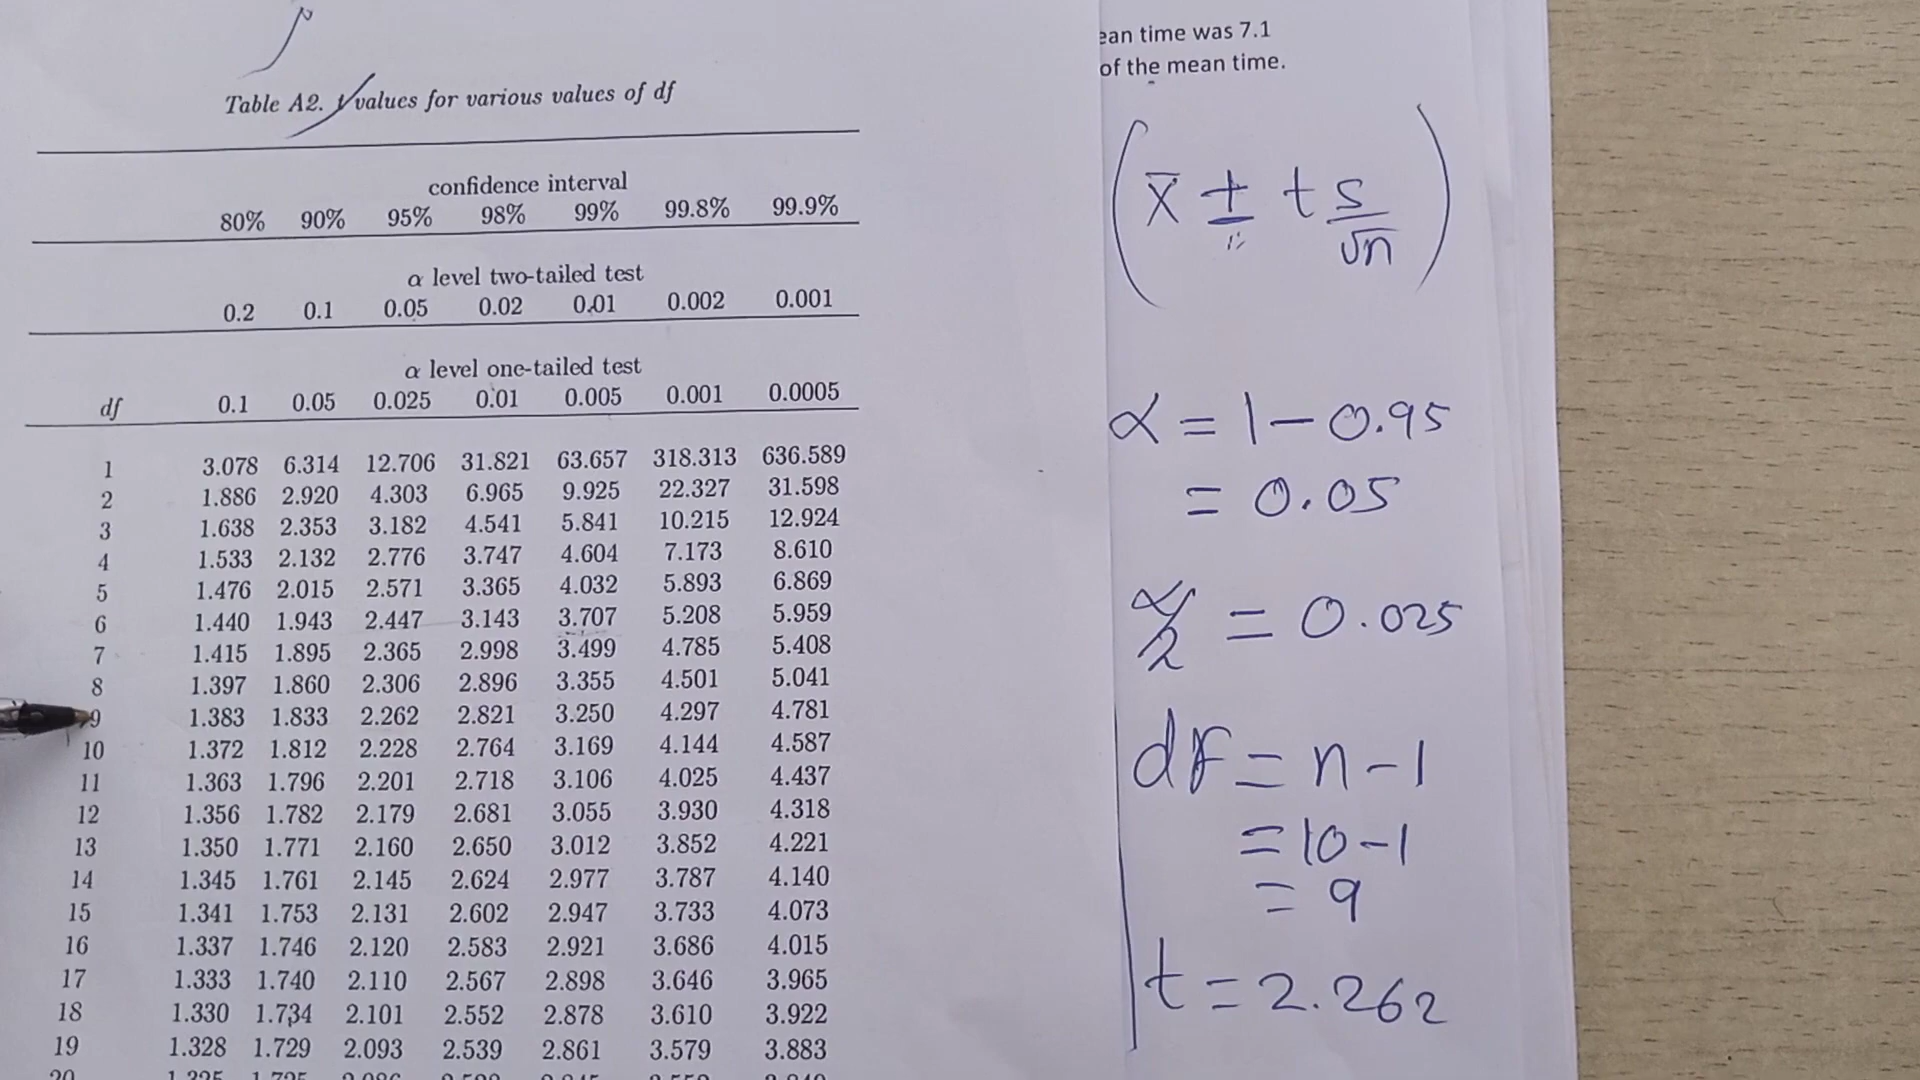 Table A2. t values for various values of df
confidence interval
80% 90% 95% 98% 99% 99.8% 99.9%
α level two-tailed test
0.2 0.1 0.05 0.02 0.01 0.002 0.001
α level one-tailed test
df 0.1 0.05 0.025 0.01 0.005 0.001 0.0005
1 3.078 6.314 12.706 31.821 63.657 318.313 636.589
2 1.886 2.920 4.303 6.965 9.925 22.327 31.598
3 1.638 2.353 3.182 4.541 5.841 10.215 12.924
4 1.533 2.132 2.776 3.747 4.604 7.173 8.610
5 1.476 2.015 2.571 3.365 4.032 5.893 6.869
6 1.440 1.943 2.447 3.143 3.707 5.208 5.959
7 1.415 1.895 2.365 2.998 3.499 4.785 5.408
8 1.397 1.860 2.306 2.896 3.355 4.501 5.041
9 1.383 1.833 2.262 2.821 3.250 4.297 4.781
10 1.372 1.812 2.228 2.764 3.169 4.144 4.587
11 1.363 1.796 2.201 2.718 3.106 4.025 4.437
12 1.356 1.782 2.179 2.681 3.055 3.930 4.318
13 1.350 1.771 2.160 2.650 3.012 3.852 4.221
14 1.345 1.761 2.145 2.624 2.977 3.787 4.140
15 1.341 1.753 2.131 2.602 2.947 3.733 4.073
16 1.337 1.746 2.120 2.583 2.921 3.686 4.015
17 1.333 1.740 2.110 2.567 2.898 3.646 3.965
18 1.330 1.734 2.101 2.552 2.878 3.610 3.922
19 1.328 1.729 2.093 2.539 2.861 3.579 3.883
ean time was 7.1
of the mean time.
(x̄ ± t s/√n)
α = 1 - 0.95
= 0.05
α/2 = 0.025
df = n - 1
= 10 - 1
= 9
t = 2.262